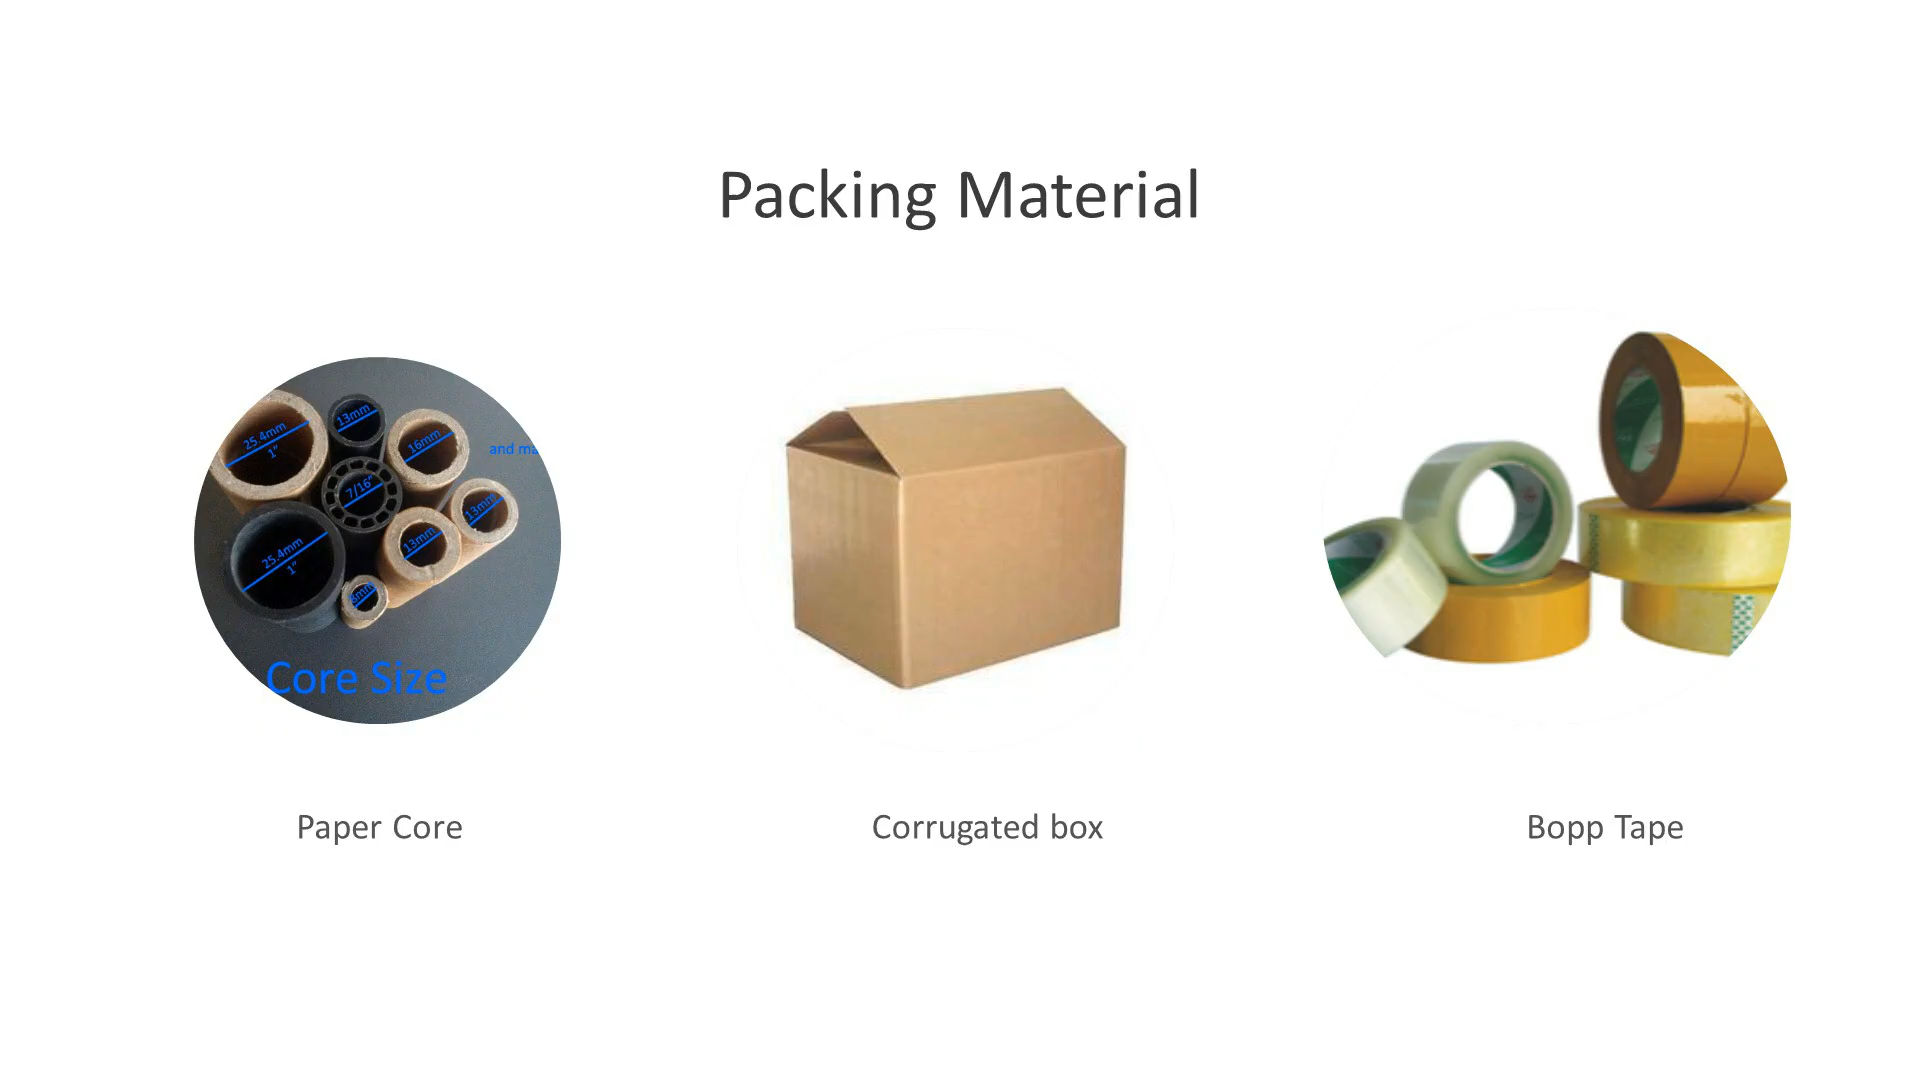 Packing Material
25.4mm
1"
13mm
16mm
and ma
7/16"
13mm
13mm
25.4mm
1"
8mm
Core Size
Paper Core
Corrugated box
Bopp Tape